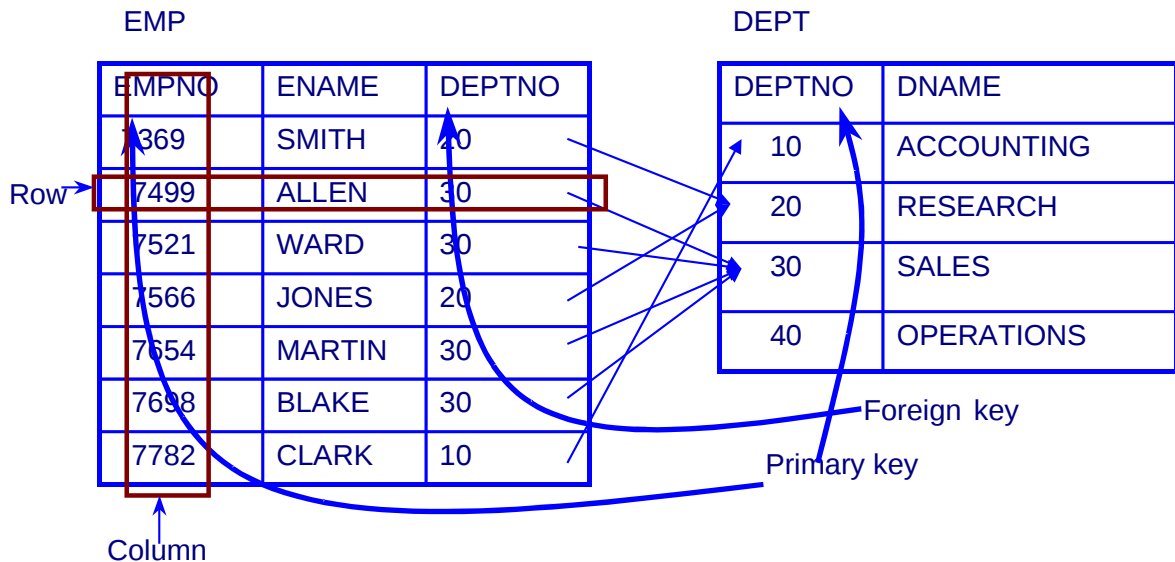 EMP DEPT
EMPNO ENAME DEPTNO DEPTNO DNAME
7369 SMITH 20 10 ACCOUNTING
Row 7499 ALLEN 30 20 RESEARCH
7521 WARD 30 30 SALES
7566 JONES 20
7654 MARTIN 30 40 OPERATIONS
7698 BLAKE 30 Foreign key
7782 CLARK 10 Primary key
Column